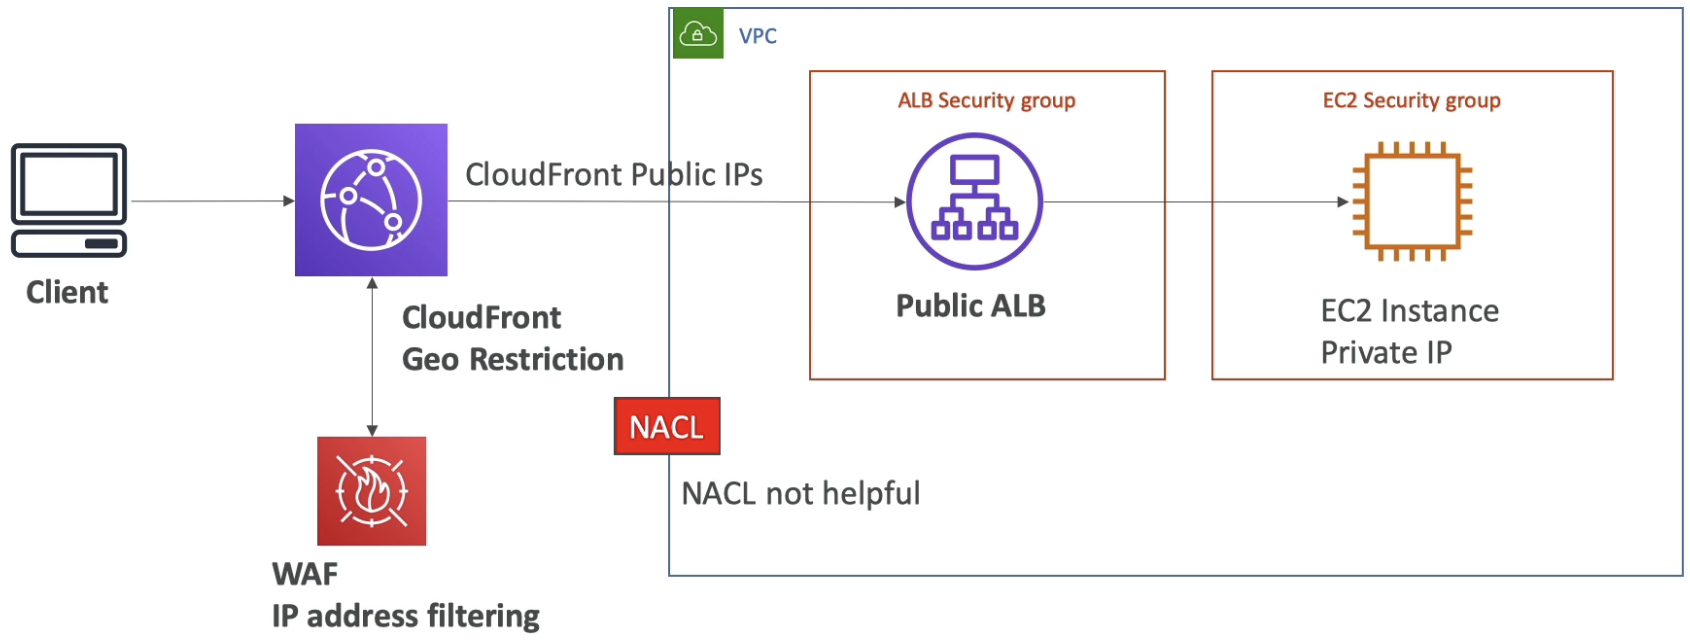 VPC
ALB Security group
EC2 Security group
CloudFront Public IPs
Client
Public ALB
EC2 Instance
Private IP
CloudFront
Geo Restriction
NACL
NACL not helpful
WAF
IP address filtering